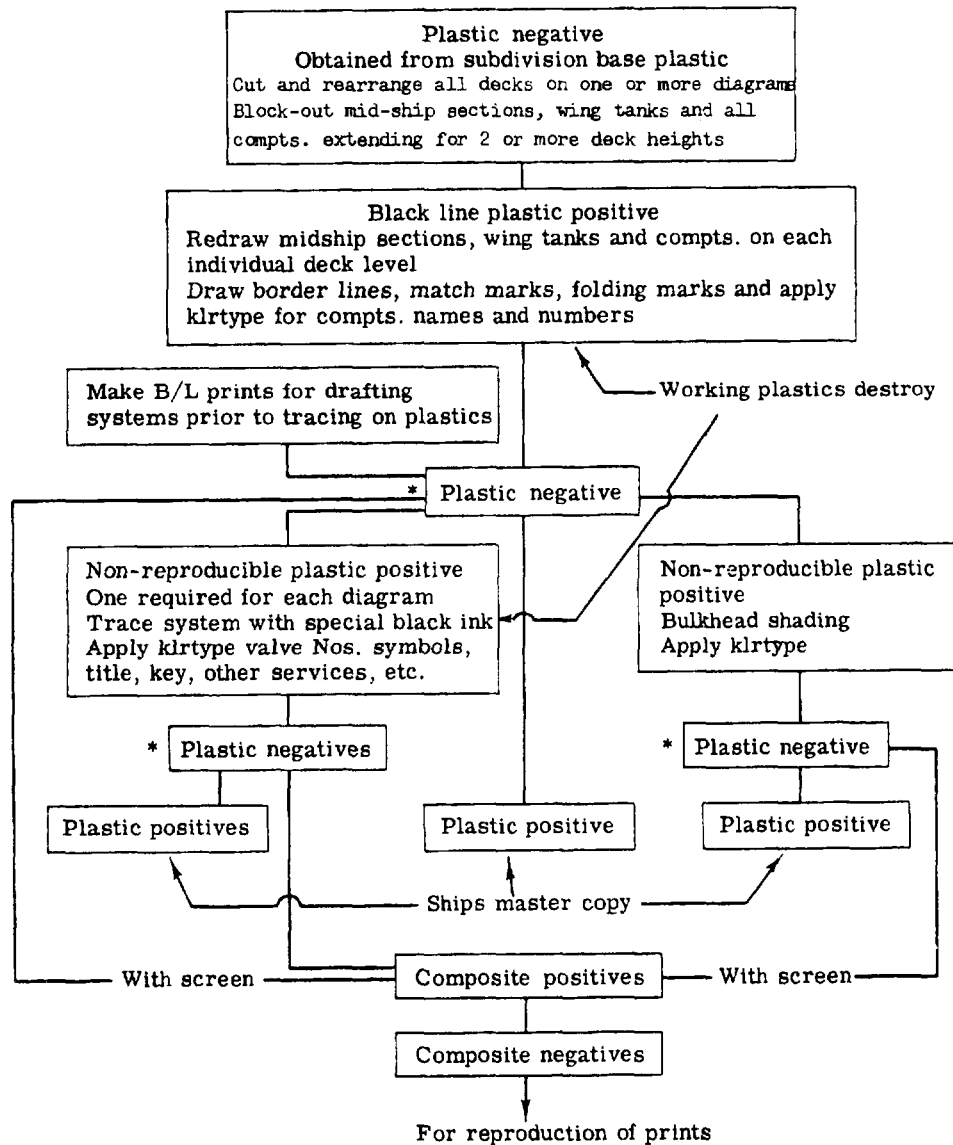 Plastic negative
Obtained from subdivision base plastic
Cut and rearrange all decks on one or more diagrams
Block-out mid-ship sections, wing tanks and all
compts. extending for 2 or more deck heights
Black line plastic positive
Redraw midship sections, wing tanks and compts. on each
individual deck level
Draw border lines, match marks, folding marks and apply
klrtype for compts. names and numbers
Make B/L prints for drafting
systems prior to tracing on plastics
Working plastics destroy
* Plastic negative
Non-reproducible plastic positive
One required for each diagram
Trace system with special black ink
Apply klrtype valve Nos. symbols,
title, key, other services, etc.
Non-reproducible plastic
positive
Bulkhead shading
Apply klrtype
* Plastic negatives
* Plastic negative
Plastic positives
Plastic positive
Plastic positive
Ships master copy
With screen
Composite positives
With screen
Composite negatives
For reproduction of prints